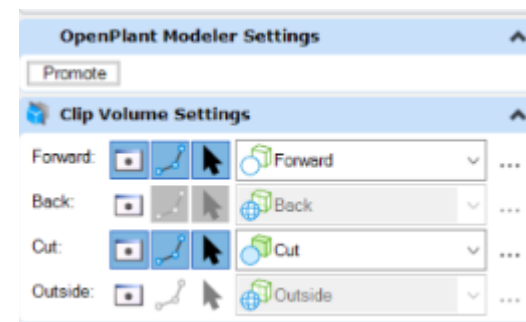 OpenPlant Modeler Settings
Promote
Clip Volume Settings
Forward: Forward ...
Back: Back ...
Cut: Cut ...
Outside: Outside ...